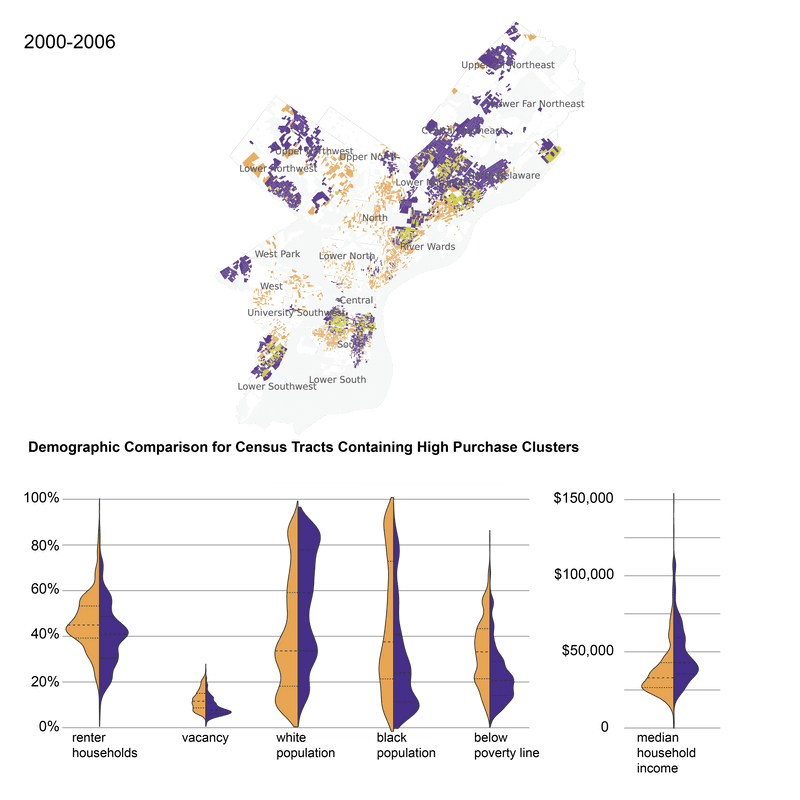 2000-2006
Upper Far Northeast
Lower Far Northeast
Central Northeast
Upper Northwest
Upper North
Lower Northwest
Lower
Delaware
North
River Wards
West Park
Lower North
West
Central
University Southwest
South
Lower South
Lower Southwest
Demographic Comparison for Census Tracts Containing High Purchase Clusters
100%
80%
60%
40%
20%
0%
$150,000
$100,000
$50,000
0
renter
households
vacancy
white
population
black
population
below
poverty line
median
household
income